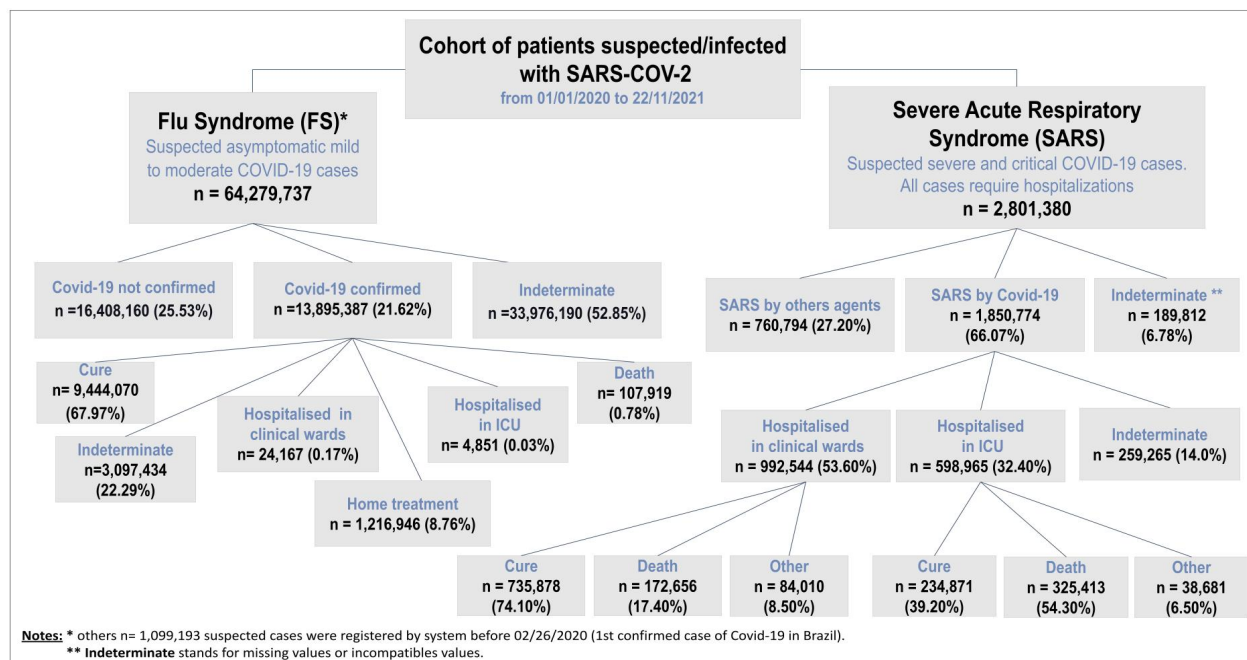 Cohort of patients suspected/infected
with SARS-COV-2
from 01/01/2020 to 22/11/2021
Flu Syndrome (FS)*
Suspected asymptomatic mild
to moderate COVID-19 cases
n = 64,279,737
Severe Acute Respiratory
Syndrome (SARS)
Suspected severe and critical COVID-19 cases.
All cases require hospitalizations
n = 2,801,380
Covid-19 not confirmed
n =16,408,160 (25.53%)
Covid-19 confirmed
n =13,895,387 (21.62%)
Indeterminate
n =33,976,190 (52.85%)
SARS by others agents
n = 760,794 (27.20%)
SARS by Covid-19
n = 1,850,774
(66.07%)
Indeterminate **
n = 189,812
(6.78%)
Cure
n = 9,444,070
(67.97%)
Indeterminate
n=3,097,434
(22.29%)
Hospitalised in
clinical wards
n= 24,167 (0.17%)
Home treatment
n = 1,216,946 (8.76%)
Hospitalised
in ICU
n= 4,851 (0.03%)
Death
n= 107,919
(0.78%)
Hospitalised
in clinical wards
n = 992,544 (53.60%)
Hospitalised
in ICU
n = 598,965 (32.40%)
Indeterminate
n = 259,265 (14.0%)
Cure
n = 735,878
(74.10%)
Death
n = 172,656
(17.40%)
Other
n = 84,010
(8.50%)
Cure
n = 234,871
(39.20%)
Death
n = 325,413
(54.30%)
Other
n = 38,681
(6.50%)
Notes: * others n= 1,099,193 suspected cases were registered by system before 02/26/2020 (1st confirmed case of Covid-19 in Brazil).
** Indeterminate stands for missing values or incompatibles values.